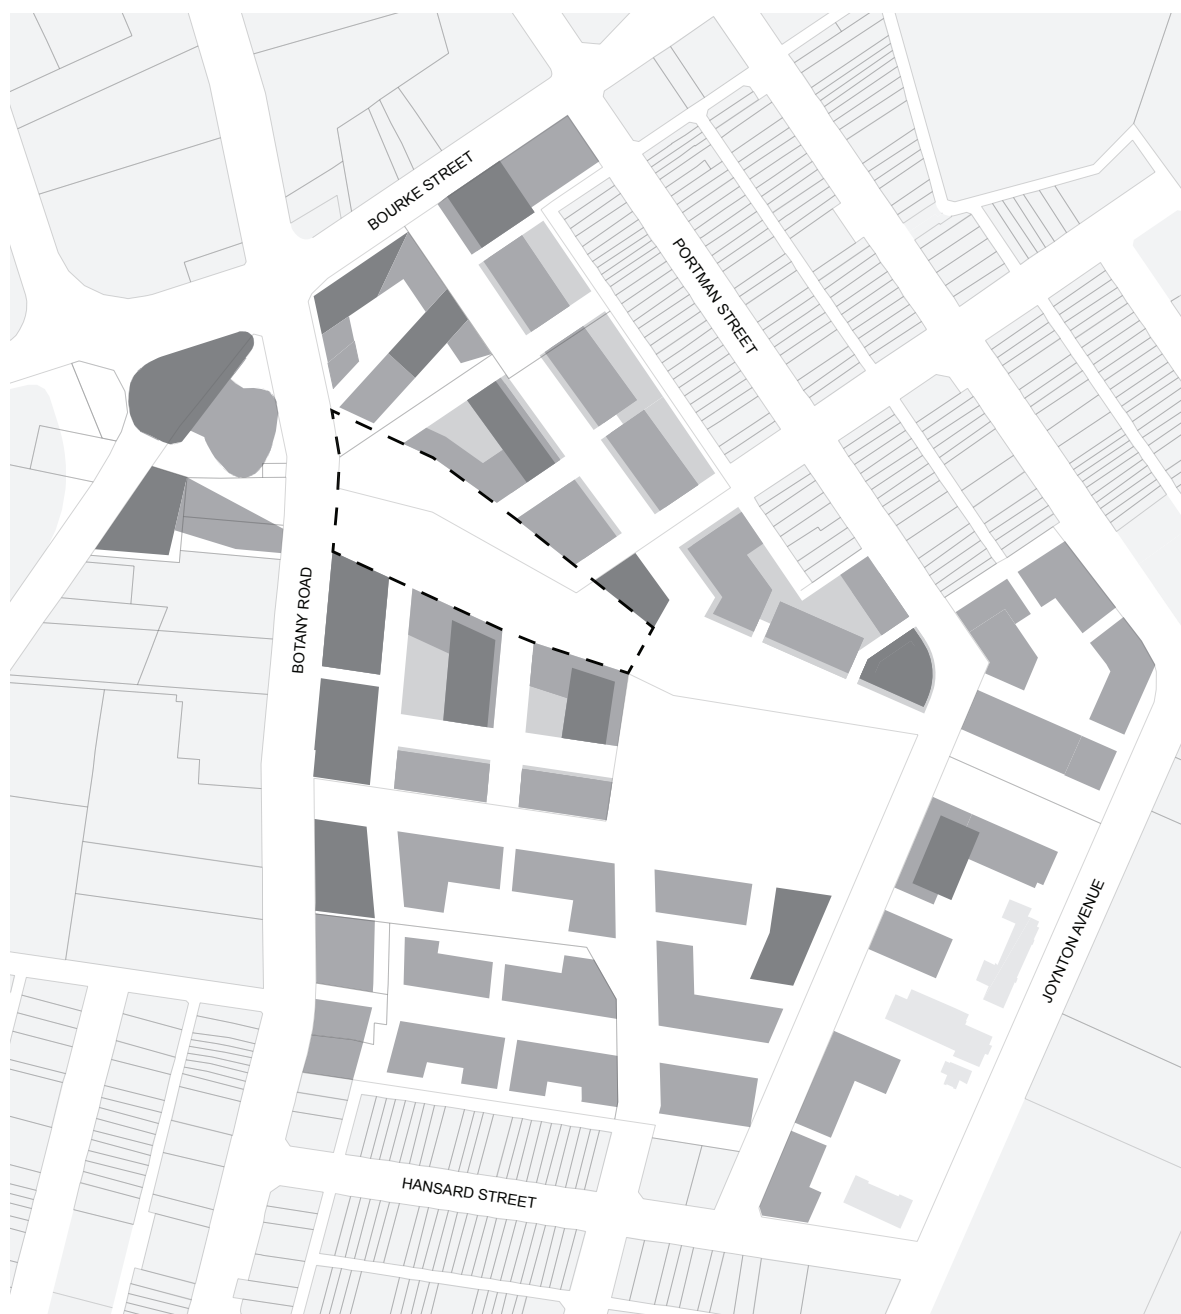 BOURKE STREET
PORTMAN STREET
BOTANY ROAD
JOYNTON AVENUE
HANSARD STREET